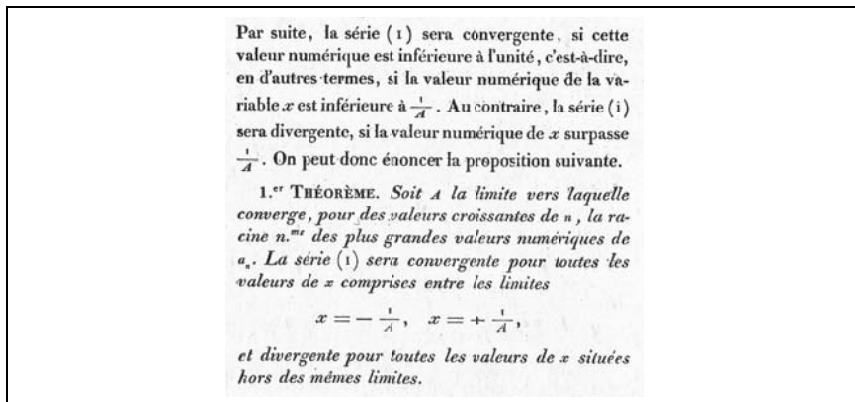 Par suite, la série (1) sera convergente, si cette
valeur numérique est inférieure à l'unité, c'est-à-dire,
en d'autres termes, si la valeur numérique de la va-
riable x est inférieure à 1/A. Au contraire, la série (1)
sera divergente, si la valeur numérique de x surpasse
1/A. On peut donc énoncer la proposition suivante.
1.er THÉORÈME. Soit A la limite vers laquelle
converge, pour des valeurs croissantes de n, la ra-
cine n.me des plus grandes valeurs numériques de
aₙ. La série (1) sera convergente pour toutes les
valeurs de x comprises entre les limites
x = − 1/A, x = + 1/A,
et divergente pour toutes les valeurs de x situées
hors des mêmes limites.